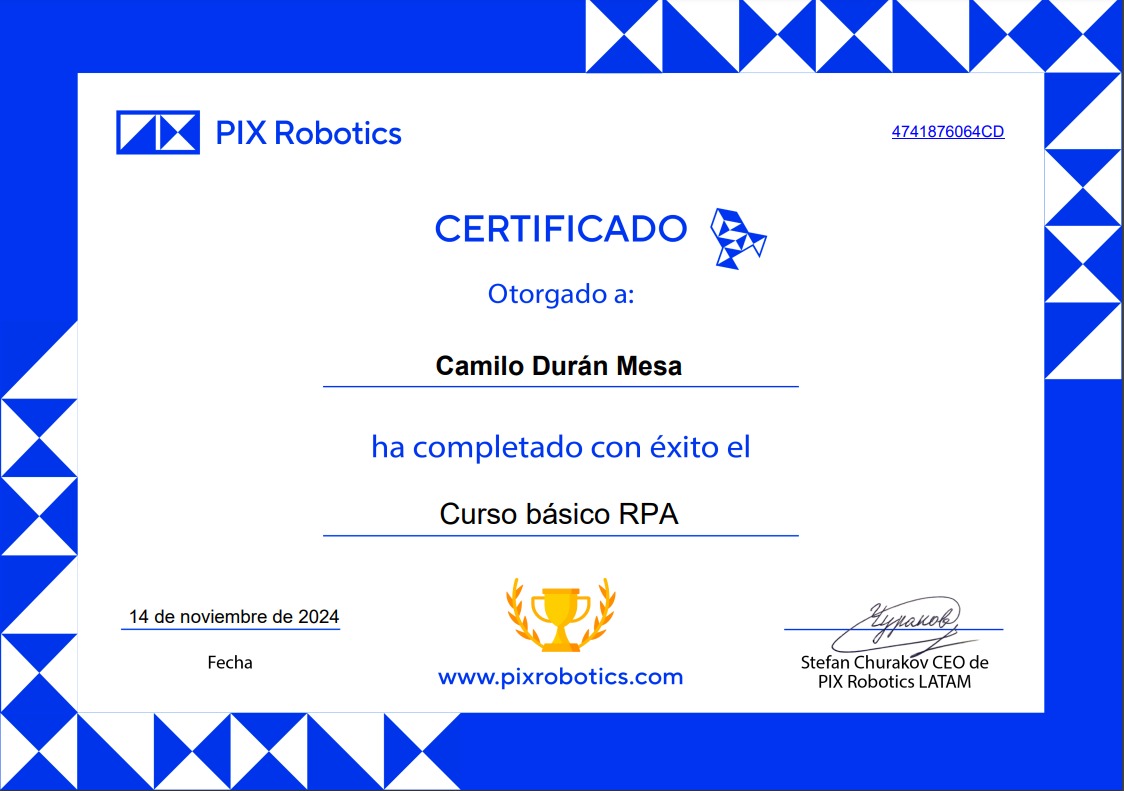 PIX Robotics
4741876064CD
CERTIFICADO
Otorgado a:
Camilo Durán Mesa
ha completado con éxito el
Curso básico RPA
14 de noviembre de 2024
Fecha
www.pixrobotics.com
Чураков
Stefan Churakov CEO de
PIX Robotics LATAM